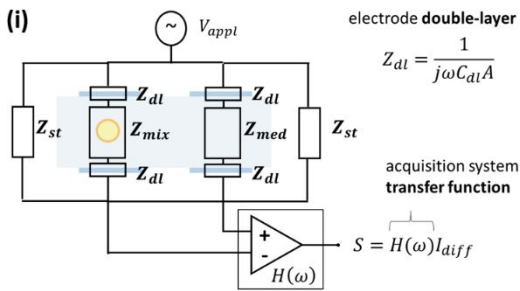 (i)
V_appl
electrode double-layer
Z_dl = 1 / jωC_dl A
Z_dl Z_dl
Z_st Z_mix Z_med Z_st
Z_dl Z_dl
acquisition system
transfer function
+
-
H(ω)
S = H(ω)I_diff